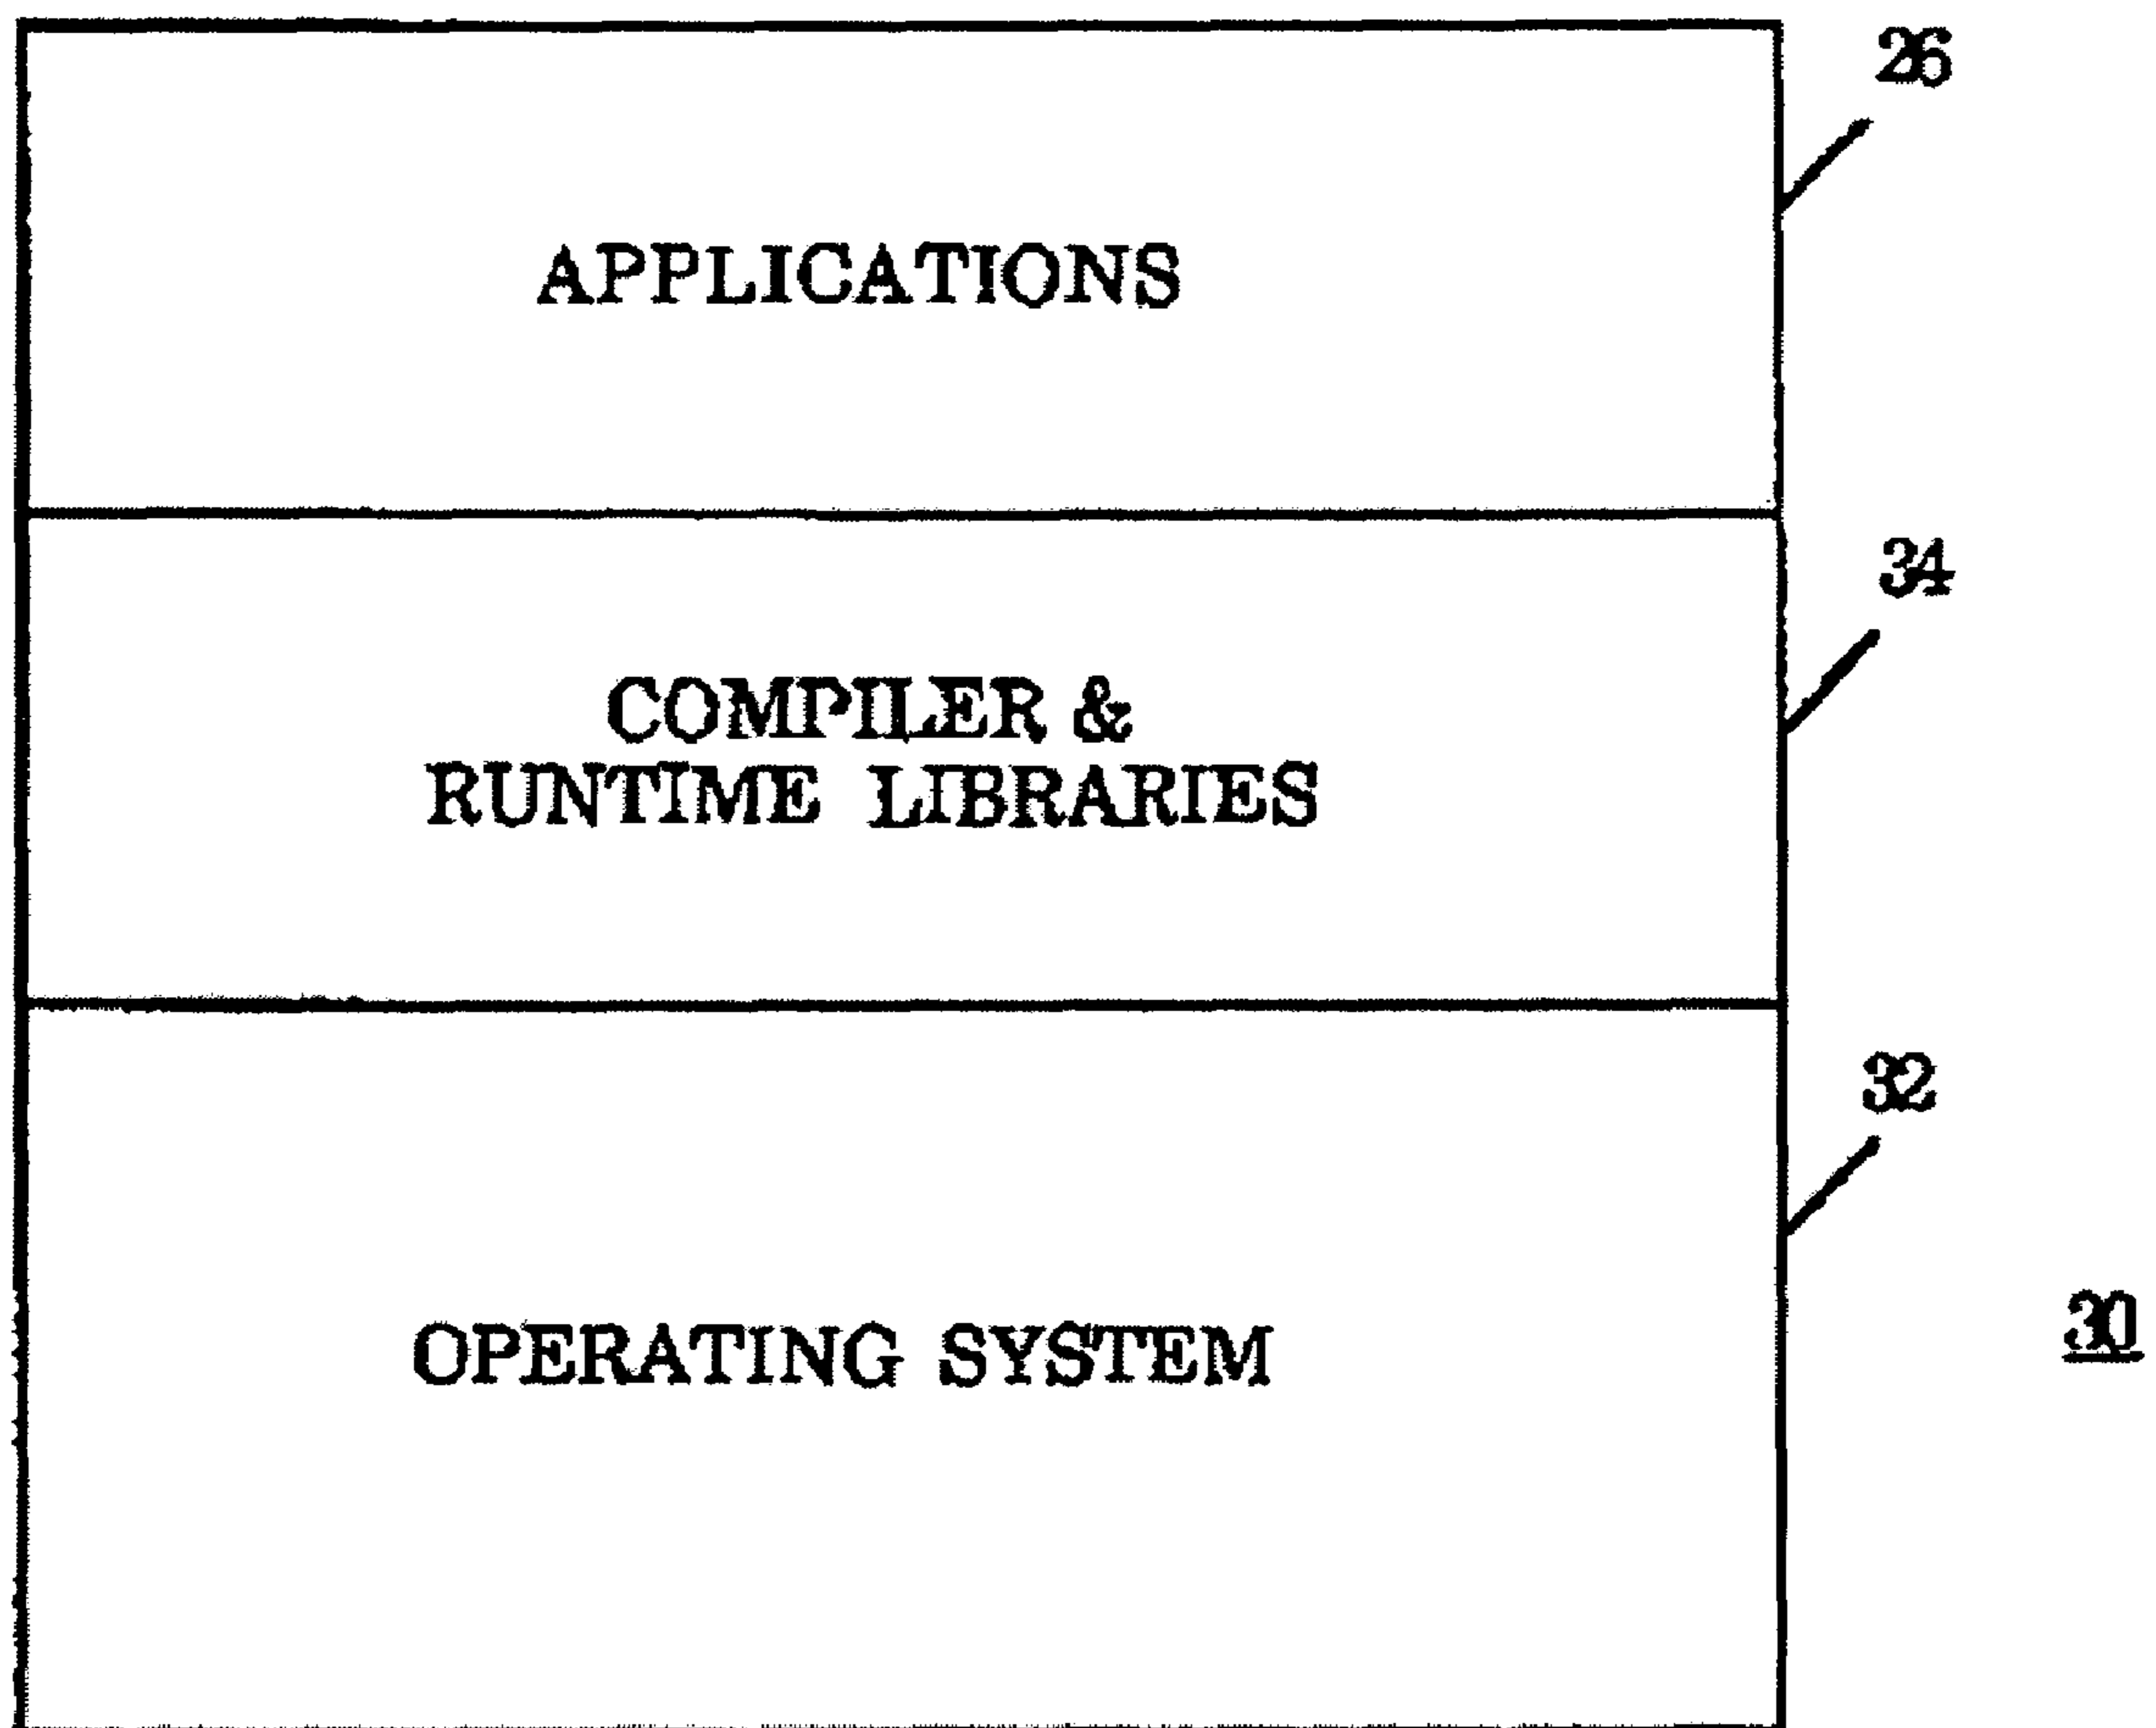 26
APPLICATIONS
34
COMPILER &
RUNTIME LIBRARIES
32
OPERATING SYSTEM
30